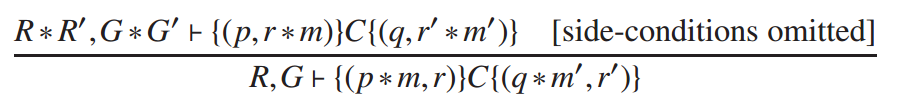 R∗R′,G∗G′ ⊢ {(p,r∗m)}C{(q,r′∗m′)} [side-conditions omitted]
R,G ⊢ {(p∗m,r)}C{(q∗m′,r′)}